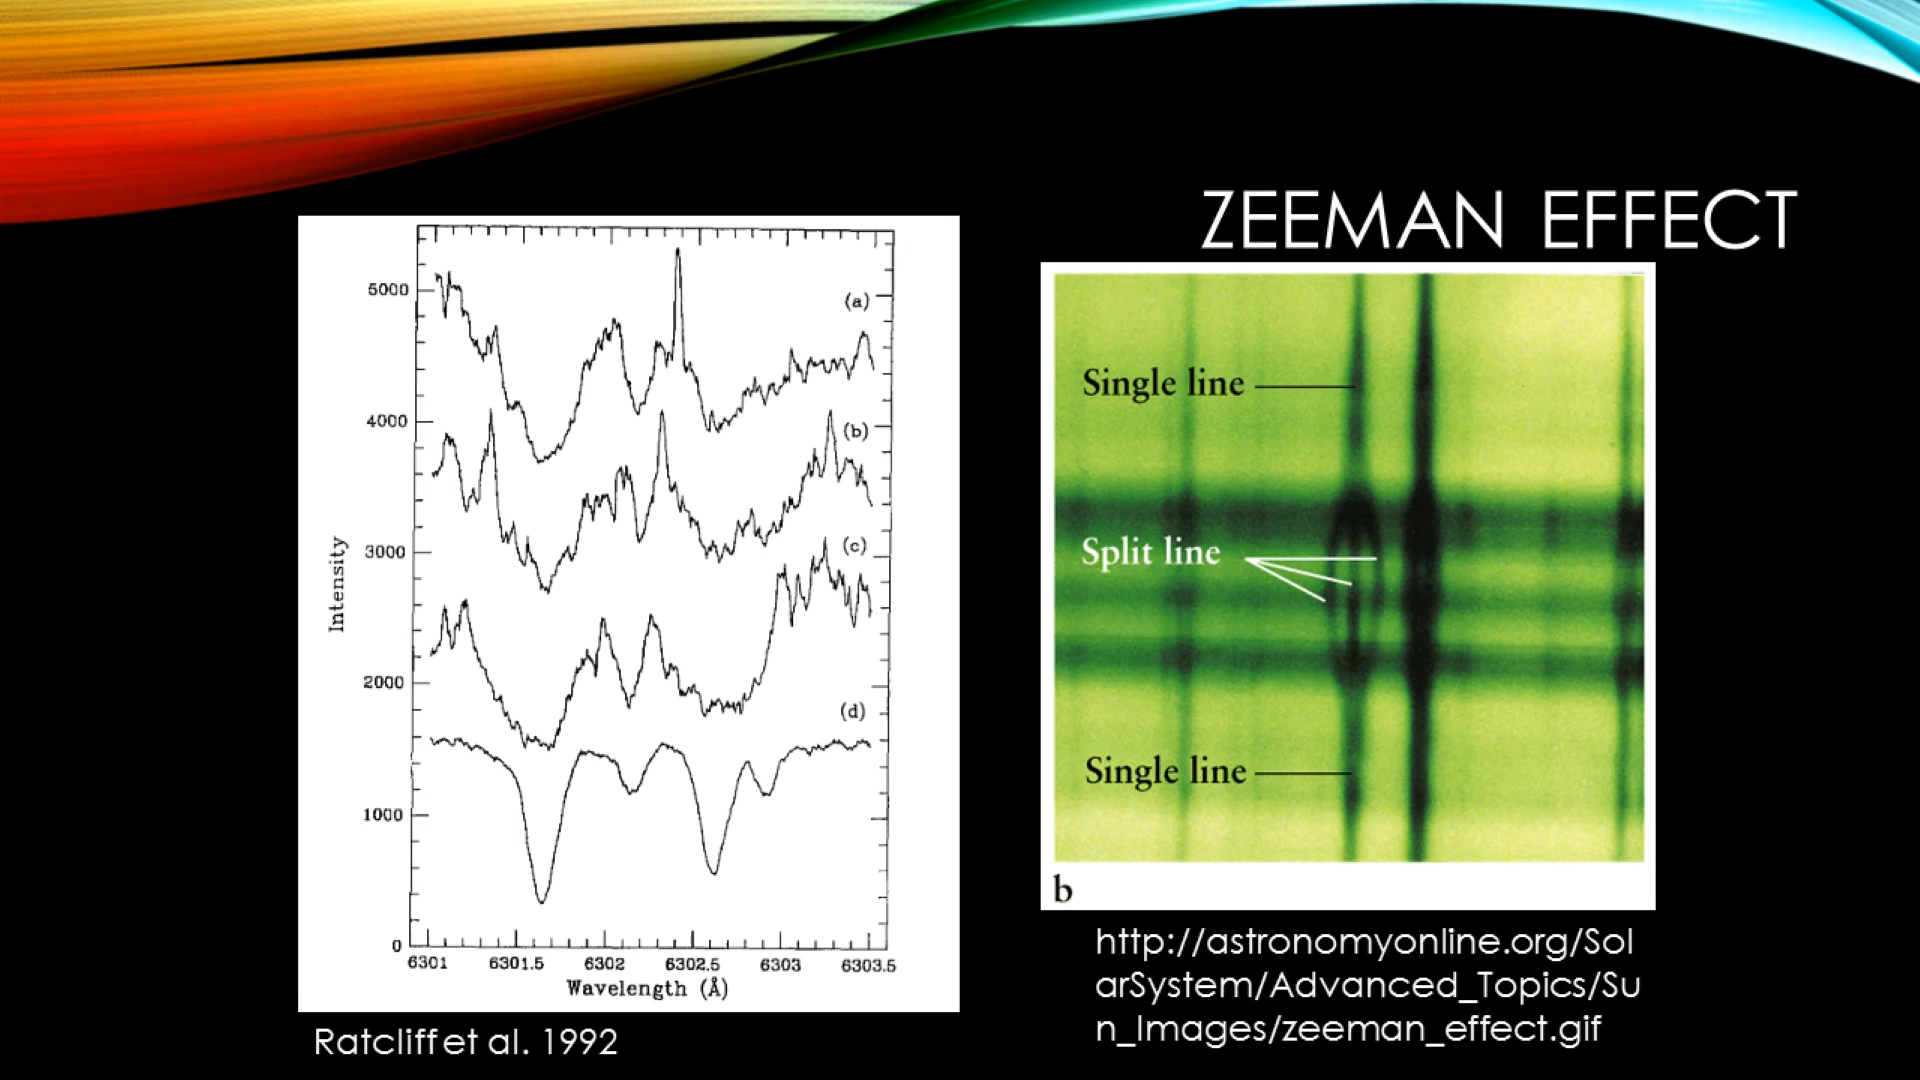 ZEEMAN EFFECT
5000
4000
3000
2000
1000
0
Intensity
(a)
(b)
(c)
(d)
6301 6301.5 6302 6302.5 6303 6303.5
Wavelength (Å)
Ratcliff et al. 1992
Single line
Split line
Single line
b
http://astronomyonline.org/Sol
arSystem/Advanced_Topics/Su
n_Images/zeeman_effect.gif